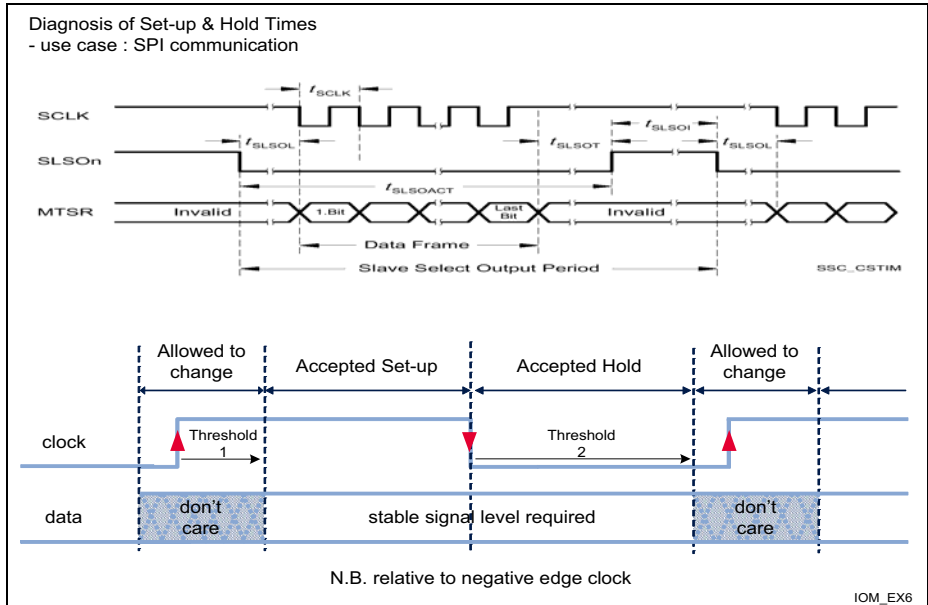 Diagnosis of Set-up & Hold Times
- use case : SPI communication
tSCLK
SCLK
tSLSOI
tSLSOL
tSLSOT
tSLSOL
SLSOn
tSLSOACT
MTSR
Invalid
1.Bit
Last
Bit
Invalid
Data Frame
Slave Select Output Period
SSC_CSTIM
Allowed to
change
Accepted Set-up
Accepted Hold
Allowed to
change
clock
Threshold
1
Threshold
2
data
don't
care
stable signal level required
don't
care
N.B. relative to negative edge clock
IOM_EX6